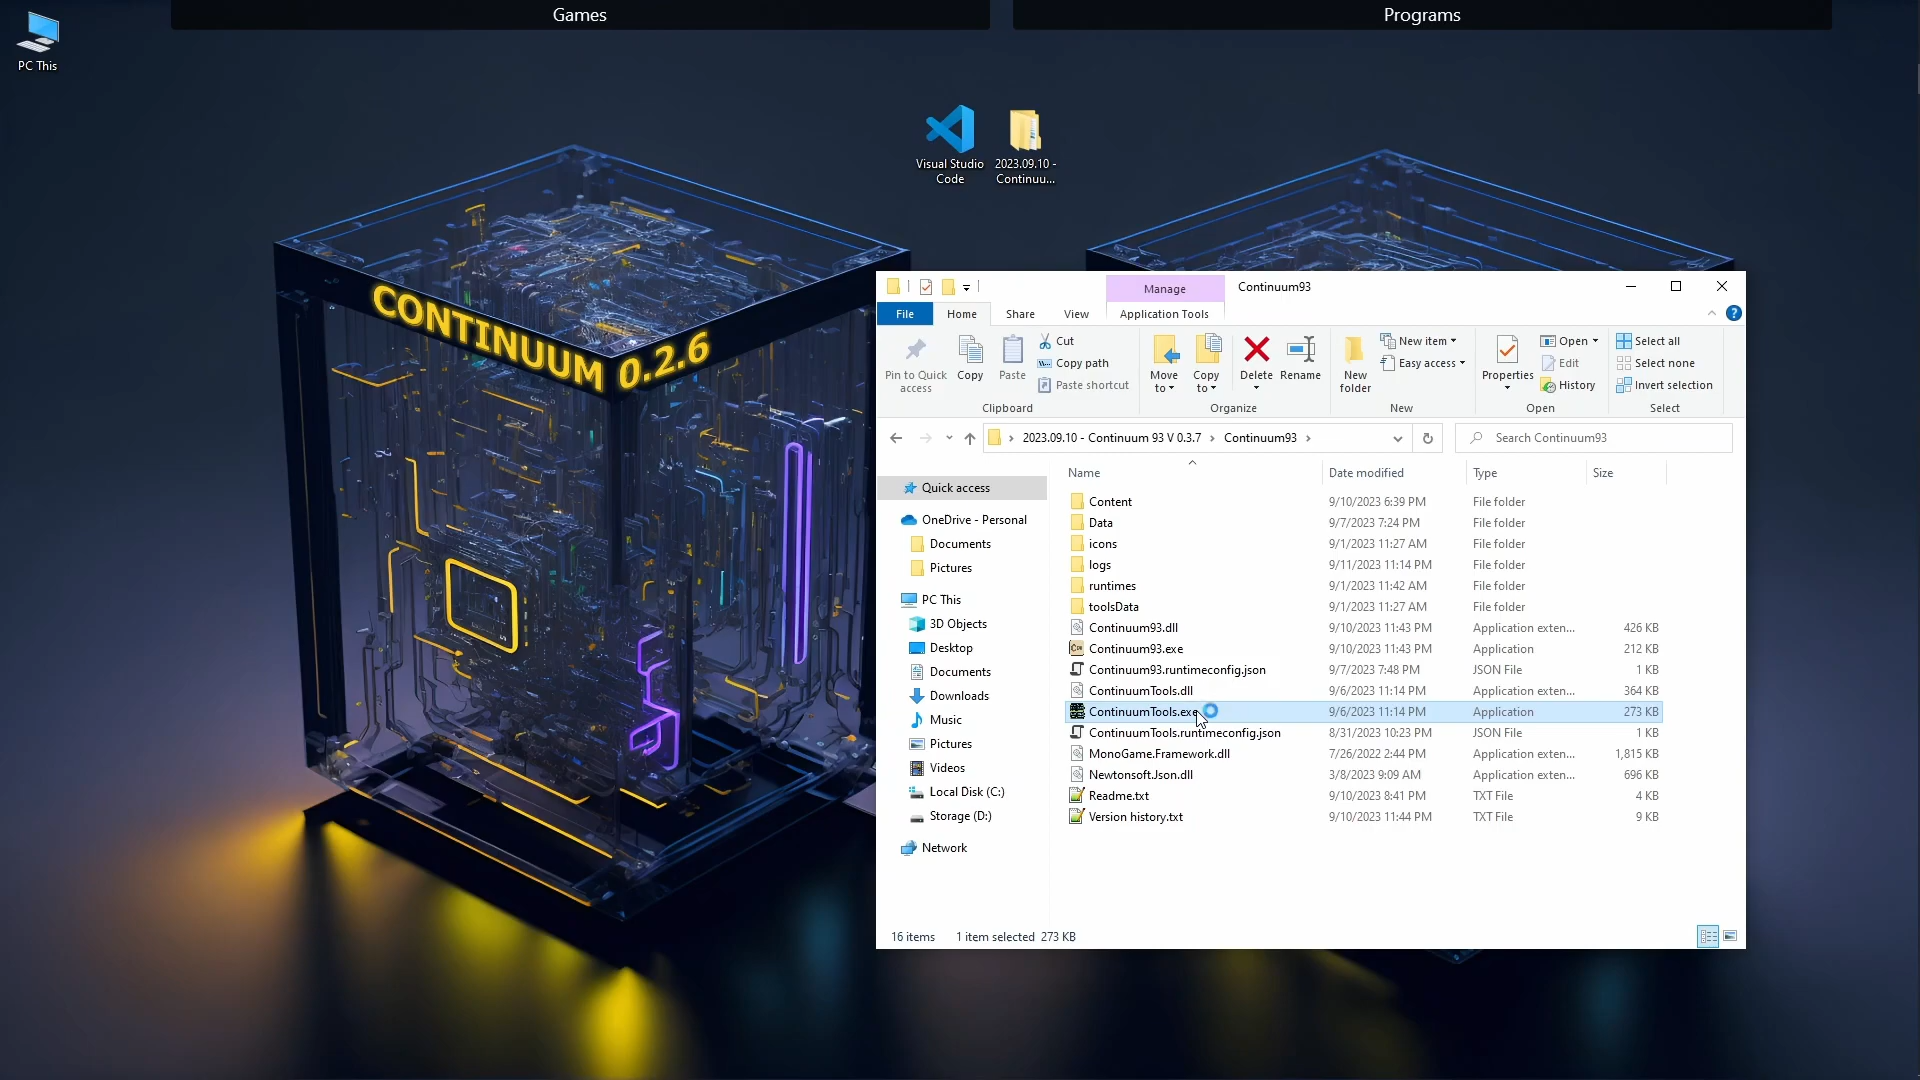 Games
Programs
PC This
Visual Studio
Code
2023.09.10 -
Continuu...
CONTINUUM 0.2.6
Manage
Continuum93
File
Home
Share
View
Application Tools
Pin to Quick
access
Copy
Paste
Cut
Copy path
Paste shortcut
Clipboard
Move
to
Copy
to
Delete
Rename
Organize
New
folder
New item
Easy access
New
Properties
Open
Edit
History
Open
Select all
Select none
Invert selection
Select
2023.09.10 - Continuum 93 V 0.3.7 Continuum93
Search Continuum93
Quick access
OneDrive - Personal
Documents
Pictures
PC This
3D Objects
Desktop
Documents
Downloads
Music
Pictures
Videos
Local Disk (C:)
Storage (D:)
Network
Name Date modified Type Size
Content 9/10/2023 6:39 PM File folder
Data 9/7/2023 7:24 PM File folder
icons 9/1/2023 11:27 AM File folder
logs 9/11/2023 11:14 PM File folder
runtimes 9/1/2023 11:42 AM File folder
toolsData 9/1/2023 11:27 AM File folder
Continuum93.dll 9/10/2023 11:43 PM Application exten... 426 KB
Continuum93.exe 9/10/2023 11:43 PM Application 212 KB
Continuum93.runtimeconfig.json 9/7/2023 7:48 PM JSON File 1 KB
ContinuumTools.dll 9/6/2023 11:14 PM Application exten... 364 KB
ContinuumTools.exe 9/6/2023 11:14 PM Application 273 KB
ContinuumTools.runtimeconfig.json 8/31/2023 10:23 PM JSON File 1 KB
MonoGame.Framework.dll 7/26/2022 2:44 PM Application exten... 1,815 KB
Newtonsoft.Json.dll 3/8/2023 9:09 AM Application exten... 696 KB
Readme.txt 9/10/2023 8:41 PM TXT File 4 KB
Version history.txt 9/10/2023 11:44 PM TXT File 9 KB
16 items 1 item selected 273 KB